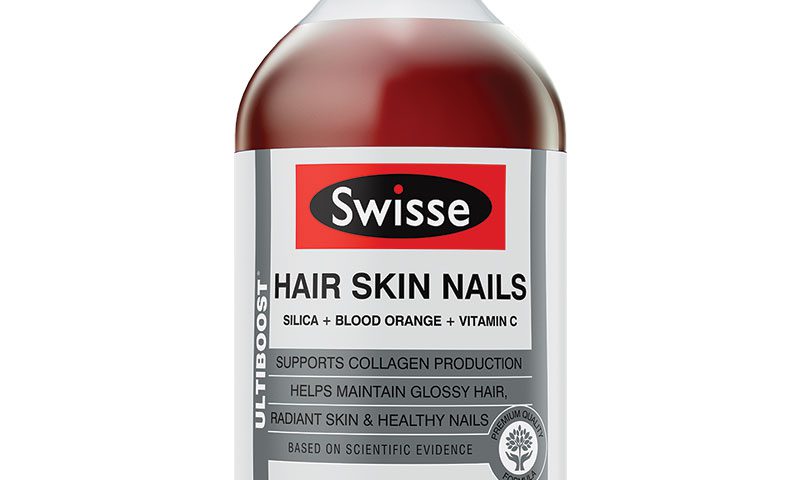 Swisse
HAIR SKIN NAILS
SILICA + BLOOD ORANGE + VITAMIN C
ULTIBOOST®
SUPPORTS COLLAGEN PRODUCTION
HELPS MAINTAIN GLOSSY HAIR,
RADIANT SKIN & HEALTHY NAILS
BASED ON SCIENTIFIC EVIDENCE
PREMIUM QUALITY
FORMULA